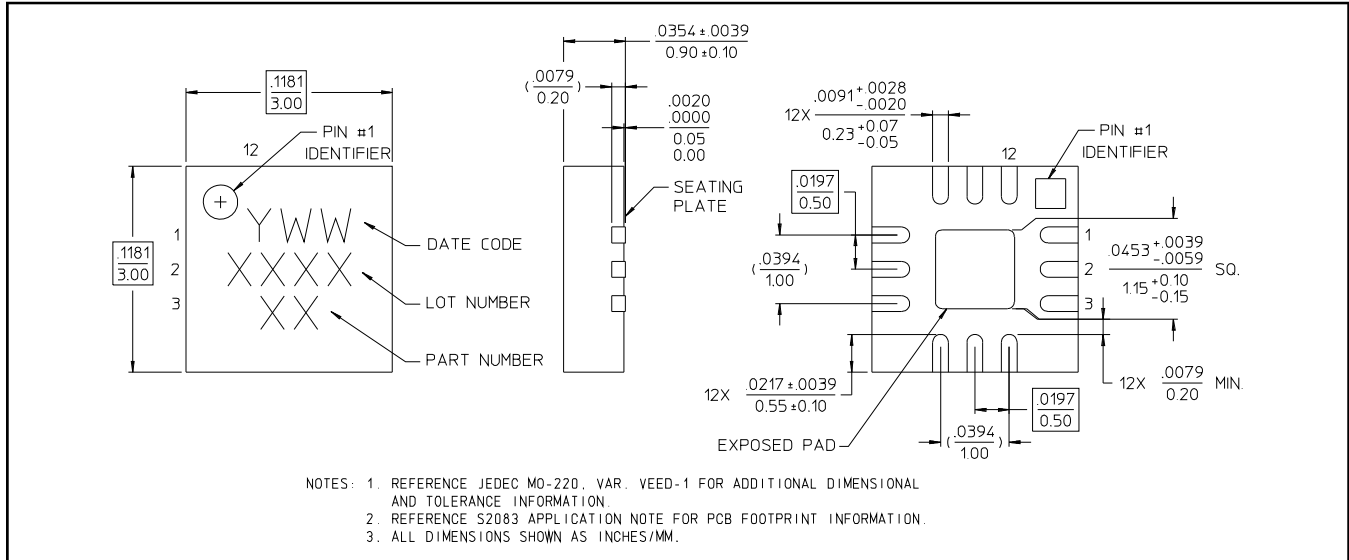 .1181
3.00
PIN #1
IDENTIFIER
12
.1181
3.00
1
2
3
YWW
XXXX
XX
DATE CODE
LOT NUMBER
PART NUMBER
.0354 ±.0039
0.90 ±0.10
(.0079)
0.20
.0020
.0000
0.05
0.00
SEATING
PLATE
12X .0091 +.0028 -.0020
0.23 +0.07 -0.05
12
PIN #1
IDENTIFIER
.0197
0.50
(.0394)
1.00
1
2
3
.0453 +.0039 -.0059 SQ.
1.15 +0.10 -0.15
12X .0217 ±.0039
0.55 ±0.10
12X .0079 MIN.
0.20
.0197
0.50
(.0394)
1.00
EXPOSED PAD
NOTES: 1. REFERENCE JEDEC MO-220, VAR. VEED-1 FOR ADDITIONAL DIMENSIONAL
AND TOLERANCE INFORMATION.
2. REFERENCE S2083 APPLICATION NOTE FOR PCB FOOTPRINT INFORMATION.
3. ALL DIMENSIONS SHOWN AS INCHES/MM.